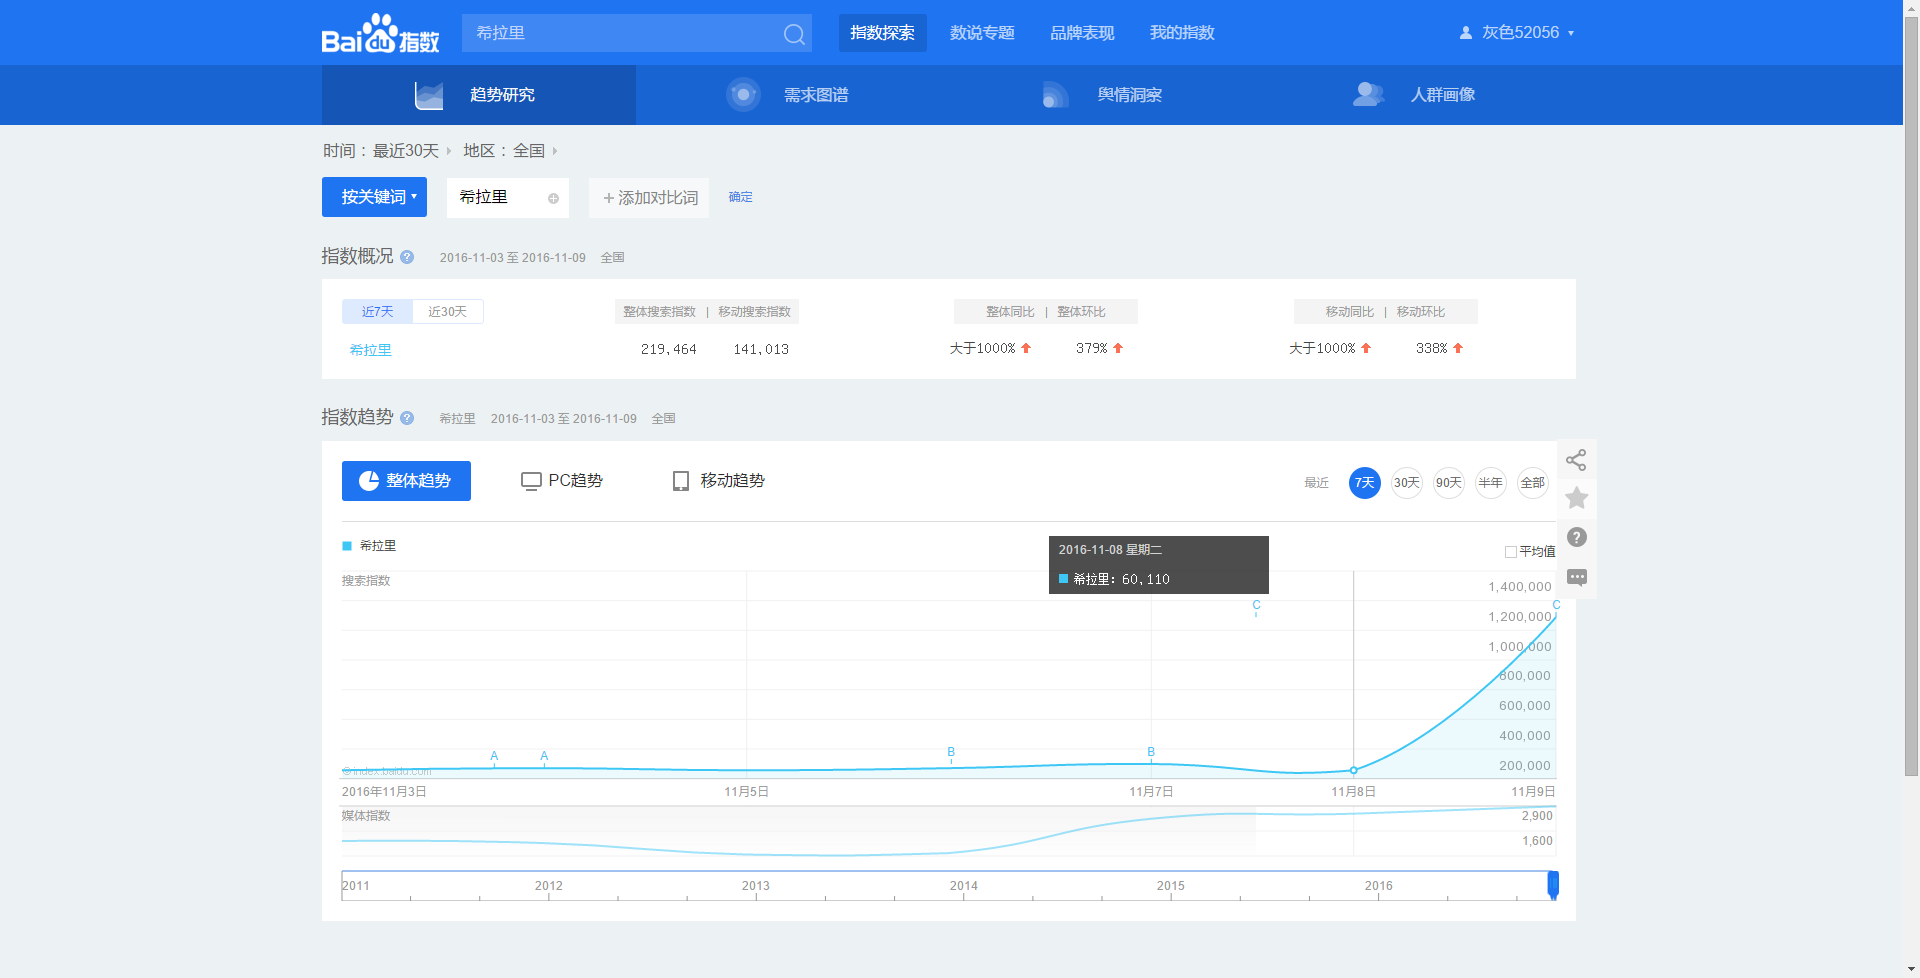 Bai du 指数
希拉里
指数探索 数说专题 品牌表现 我的指数
灰色52056
趋势研究 需求图谱 舆情洞察 人群画像
时间：最近30天 地区：全国
按关键词 希拉里 +添加对比词 确定
指数概况 ? 2016-11-03 至 2016-11-09 全国
近7天 近30天 整体搜索指数 | 移动搜索指数 整体同比 | 整体环比 移动同比 | 移动环比
希拉里 219,464 141,013 大于1000% 379% 大于1000% 338%
指数趋势 ? 希拉里 2016-11-03 至 2016-11-09 全国
整体趋势 PC趋势 移动趋势 最近 7天 30天 90天 半年 全部
希拉里
2016-11-08 星期二
希拉里: 60,110
平均值
?
搜索指数
1,400,000
1,200,000
1,000,000
800,000
600,000
400,000
200,000
A A B B C C
©index.baidu.com
2016年11月3日 11月5日 11月7日 11月8日 11月9日
媒体指数
2,900
1,600
2011 2012 2013 2014 2015 2016